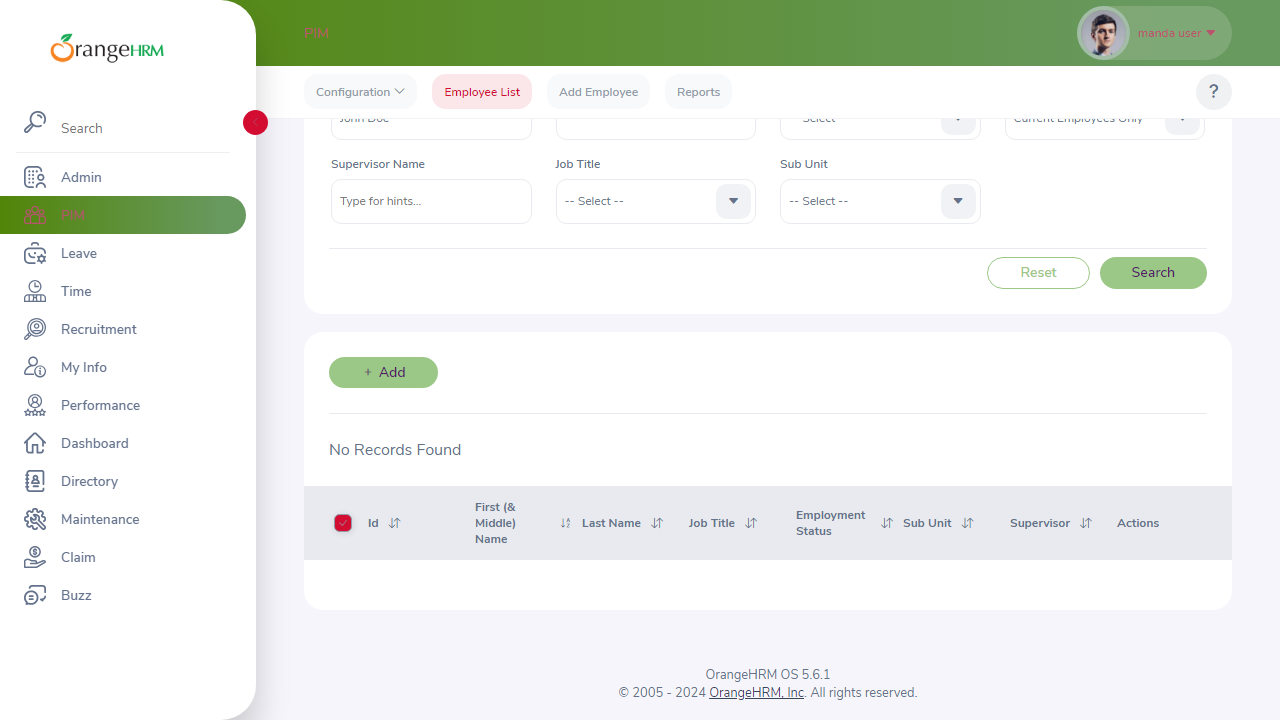 OrangeHRM
PIM
manda user
Configuration
Employee List
Add Employee
Reports
?
Search
Admin
PIM
Leave
Time
Recruitment
My Info
Performance
Dashboard
Directory
Maintenance
Claim
Buzz
John Doe
-- Select --
Current Employees Only
Supervisor Name
Job Title
Sub Unit
Type for hints...
-- Select --
-- Select --
Reset
Search
+ Add
No Records Found
Id
First (&
Middle)
Name
Last Name
Job Title
Employment
Status
Sub Unit
Supervisor
Actions
OrangeHRM OS 5.6.1
© 2005 - 2024 OrangeHRM, Inc. All rights reserved.